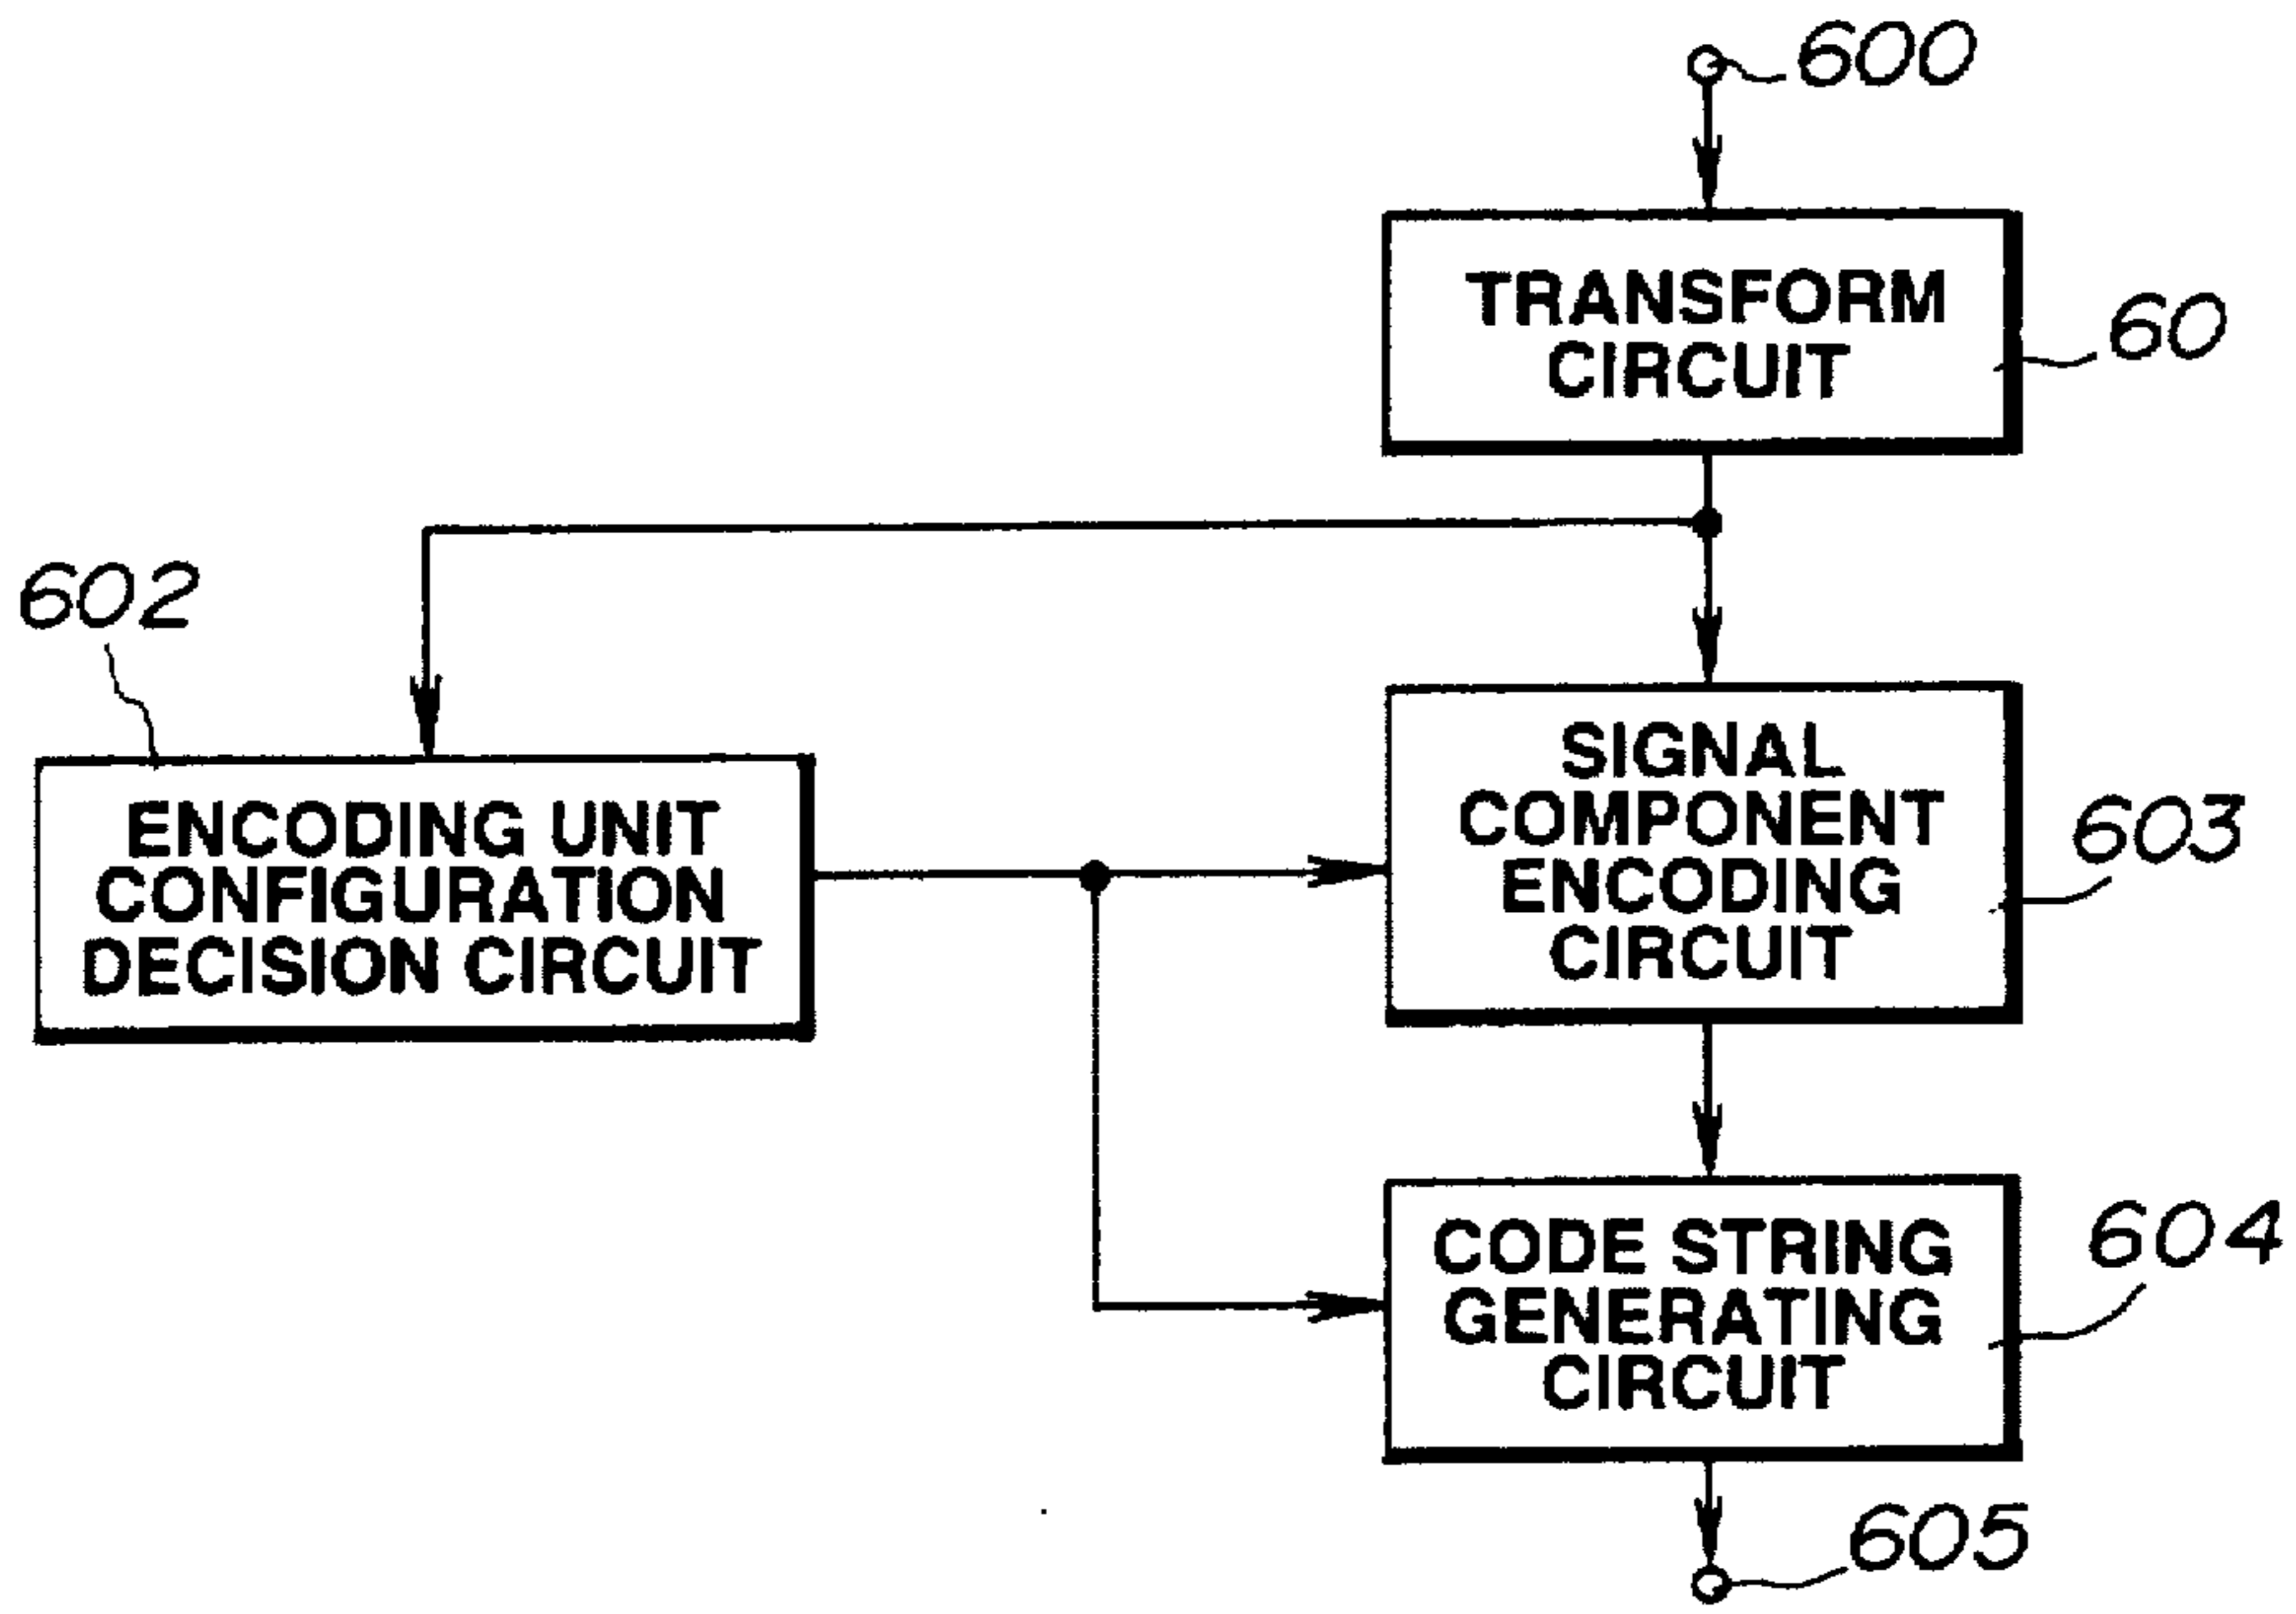 600
TRANSFORM
CIRCUIT
60
602
ENCODING UNIT
CONFIGURATION
DECISION CIRCUIT
SIGNAL
COMPONENT
ENCODING
CIRCUIT
603
CODE STRING
GENERATING
CIRCUIT
604
605